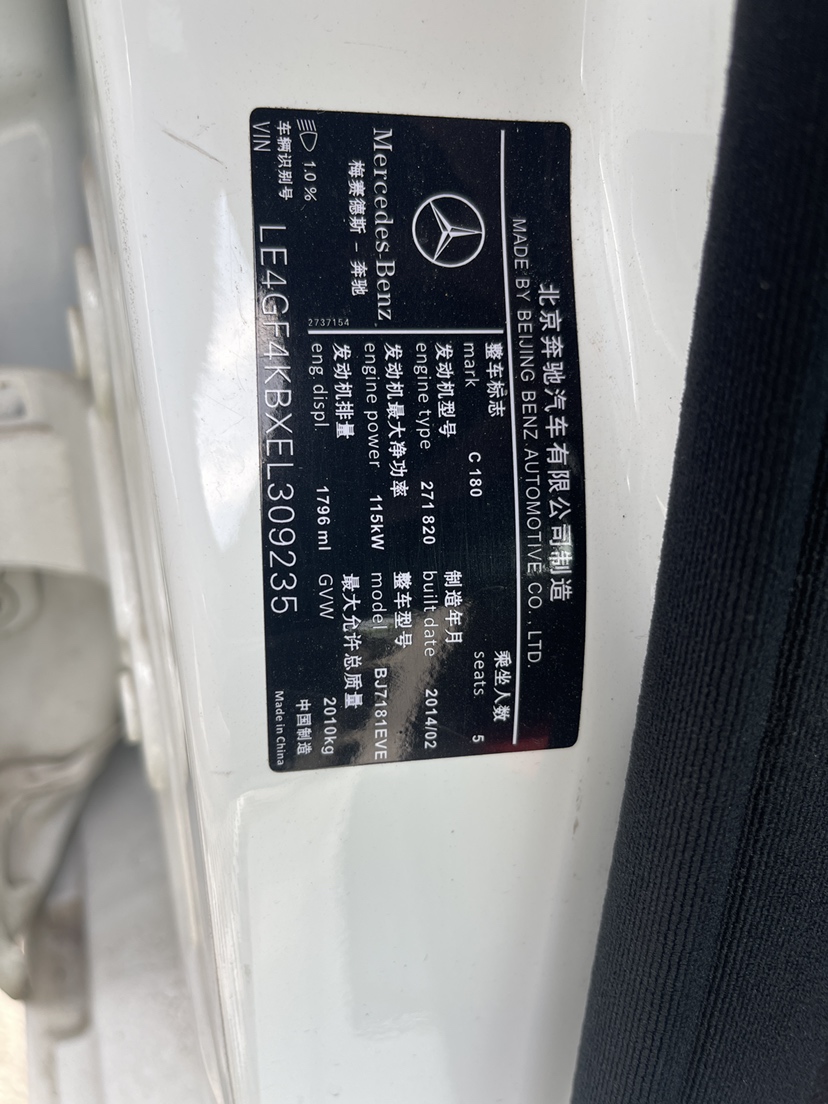 北京奔驰汽车有限公司制造
MADE BY BEIJING BENZ AUTOMOTIVE CO., LTD.
Mercedes-Benz
梅赛德斯 - 奔驰
1.0 %
2737154
整车标志
mark C 180
乘坐人数
seats. 5
发动机型号
engine type 271 820
制造年月
built date 2014/02
发动机最大净功率
engine power 115kW
整车型号
model BJ7181EVE
发动机排量
eng. displ 1796 ml
最大允许总质量
GVW 2010kg
车辆识别号
VIN LE4GF4KBXEL309235
中国制造
Made in China